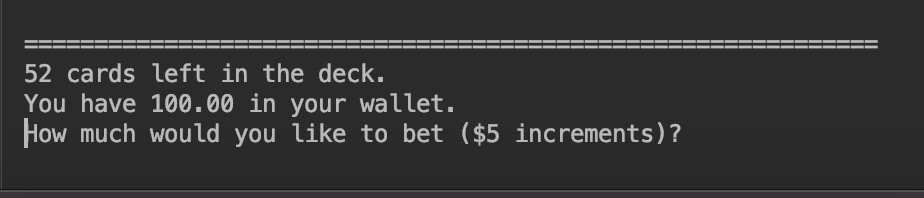 =============================================================
52 cards left in the deck.
You have 100.00 in your wallet.
How much would you like to bet ($5 increments)?